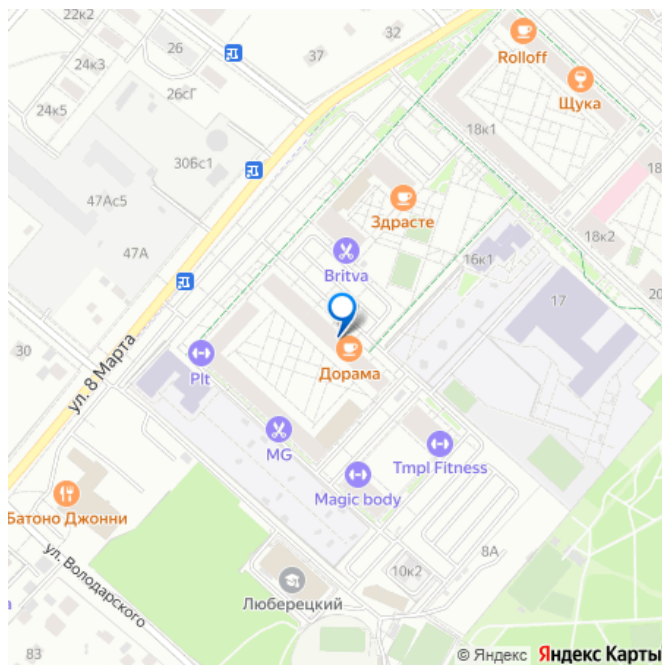 22к2
32
Rolloff
26
37
24к3
Щука
26сГ
24к5
18к1
30Бс1
47Ас5
Здрасте
18к2
47А
16к1
Britva
20
17
30
ул. 8 Марта
Plt
Дорама
MG
Tmpl Fitness
Magic body
Батоно Джонни
8А
ул. Володарского
10к2
Люберецкий
83
© Яндекс Яндекс Карты